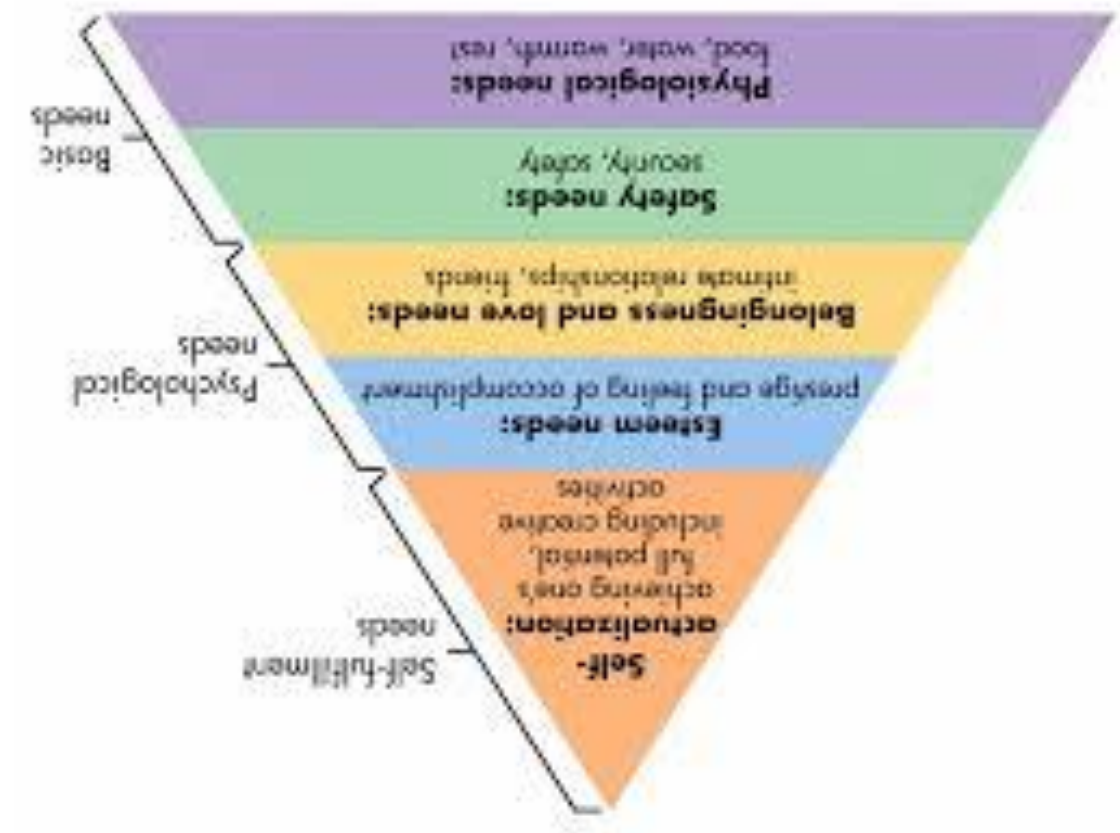 Self-
actualization:
achieving one's
full potential,
including creative
activities
Self-fulfillment
needs
Esteem needs:
prestige and feeling of accomplishment
Psychological
needs
Belongingness and love needs:
intimate relationships, friends
Safety needs:
security, safety
Basic
needs
Physiological needs:
food, water, warmth, rest